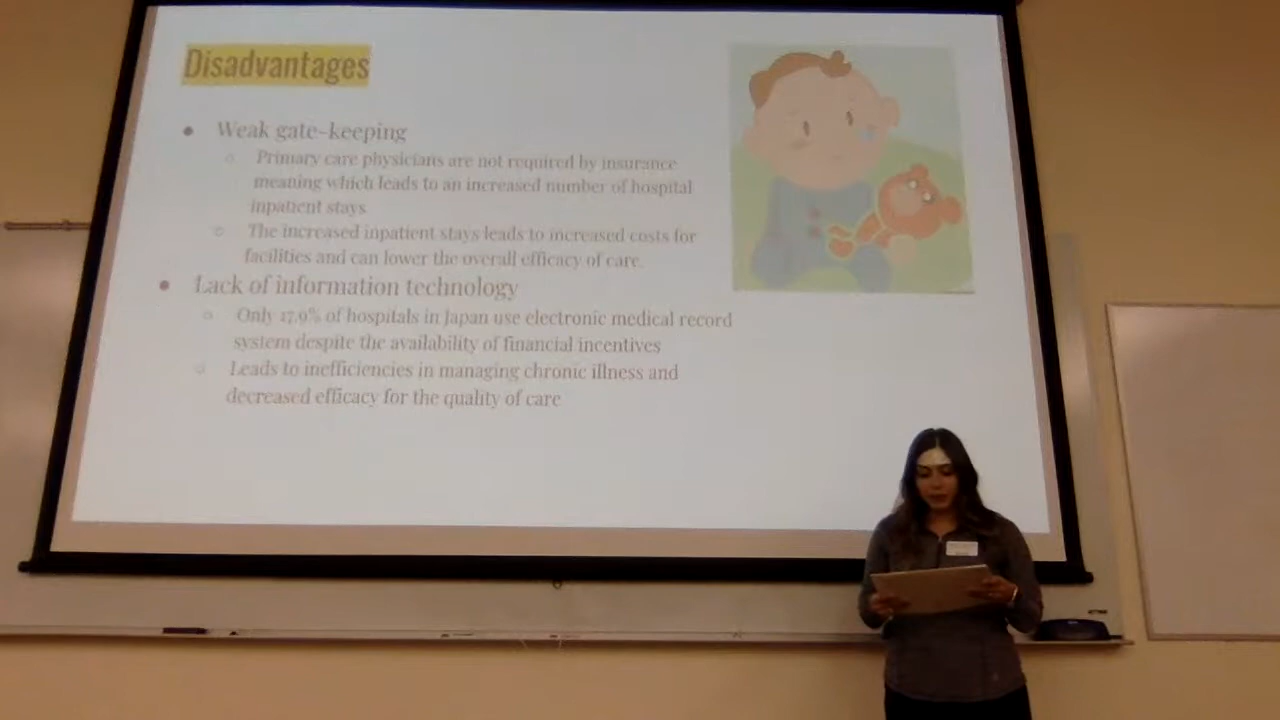 Disadvantages
● Weak gate-keeping
○ Primary care physicians are not required by insurance
meaning which leads to an increased number of hospital
inpatient stays
○ The increased inpatient stays leads to increased costs for
facilities and can lower the overall efficacy of care.
● Lack of information technology
○ Only 17.9% of hospitals in Japan use electronic medical record
system despite the availability of financial incentives
○ Leads to inefficiencies in managing chronic illness and
decreased efficacy for the quality of care